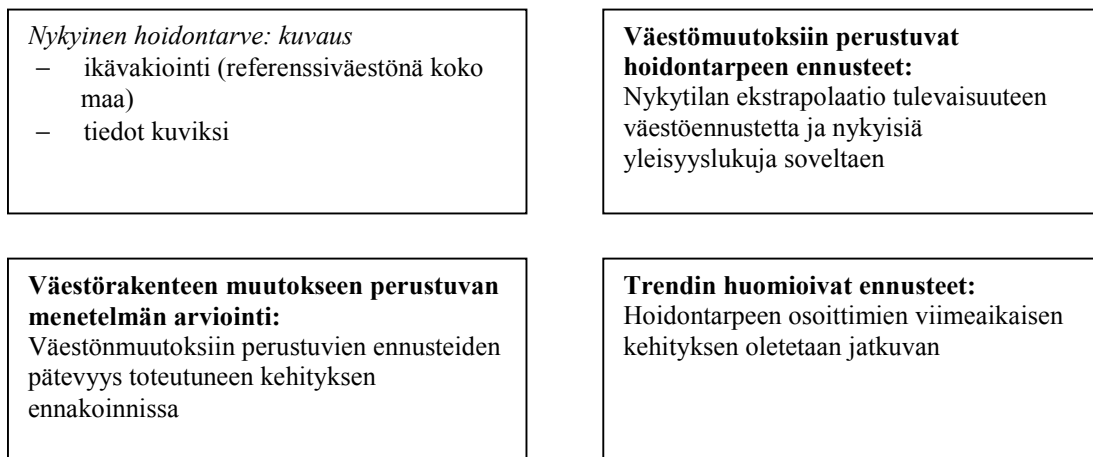 Nykyinen hoidontarve: kuvaus
– ikävakiointi (referenssiväestönä koko
maa)
– tiedot kuviksi
Väestömuutoksiin perustuvat
hoidontarpeen ennusteet:
Nykytilan ekstrapolaatio tulevaisuuteen
väestöennustetta ja nykyisiä
yleisyyslukuja soveltaen
Väestörakenteen muutokseen perustuvan
menetelmän arviointi:
Väestönmuutoksiin perustuvien ennusteiden
pätevyys toteutuneen kehityksen
ennakoinnissa
Trendin huomioivat ennusteet:
Hoidontarpeen osoittimien viimeaikaisen
kehityksen oletetaan jatkuvan